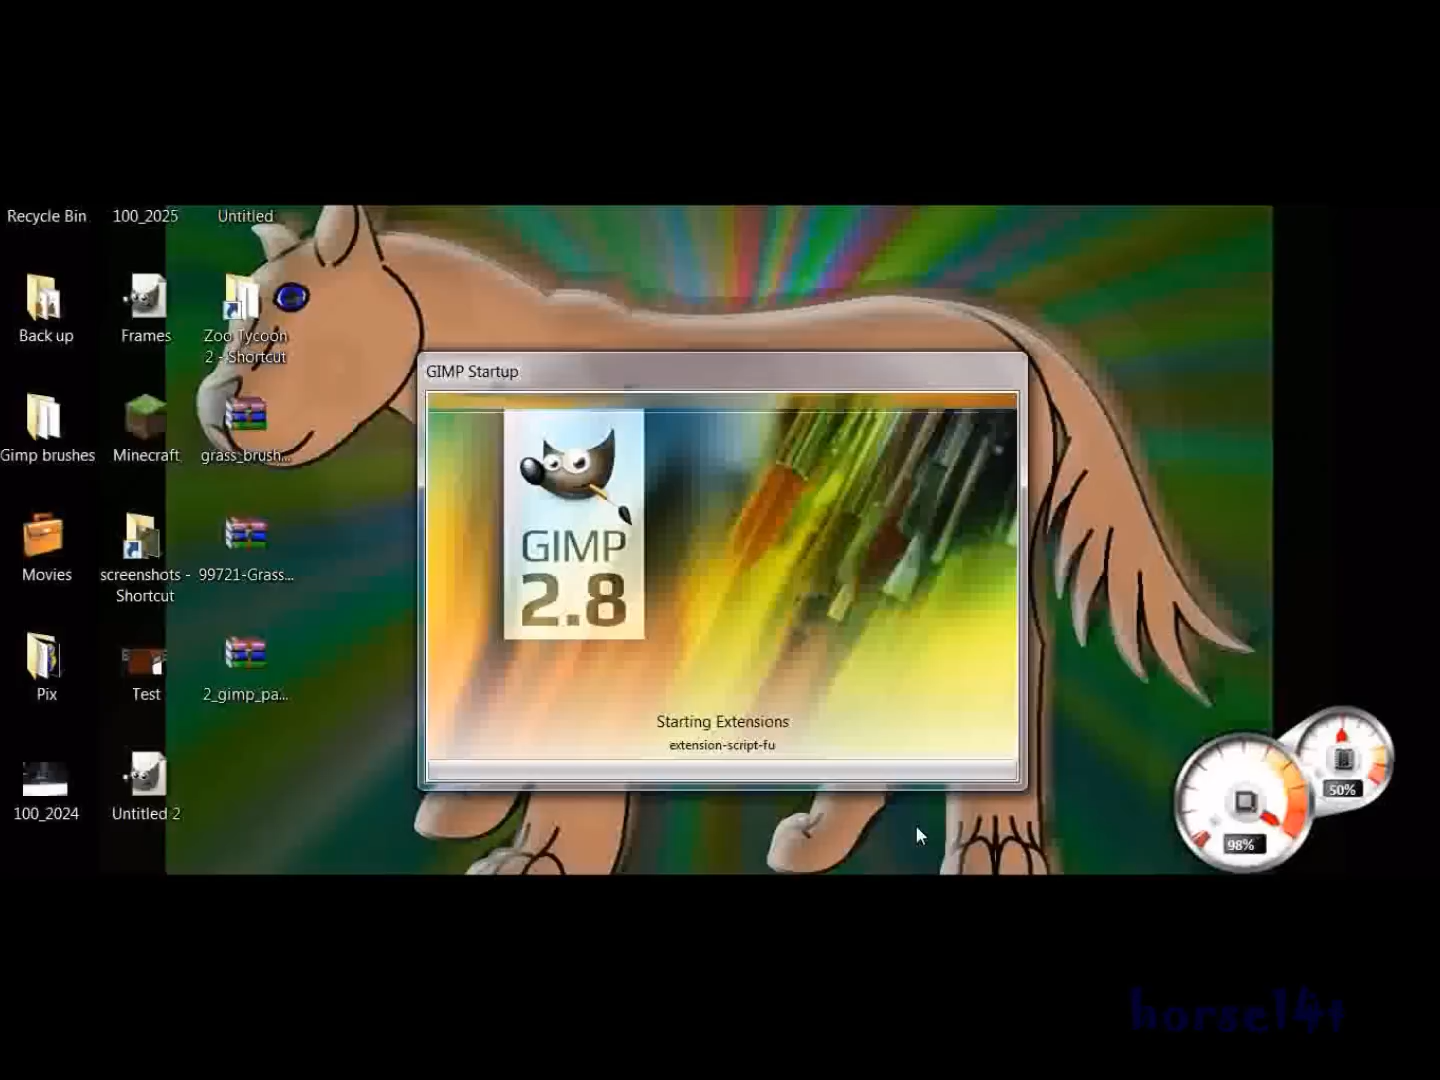 Recycle Bin
100_2025
Untitled
Back up
Frames
Zoo Tycoon
2 - Shortcut
GIMP Startup
Gimp brushes
Minecraft
grass_brush...
GIMP
2.8
Movies
screenshots -
Shortcut
99721-Grass...
Pix
Test
2_gimp_pa...
Starting Extensions
extension-script-fu
100_2024
Untitled 2
50%
98%
horse14t